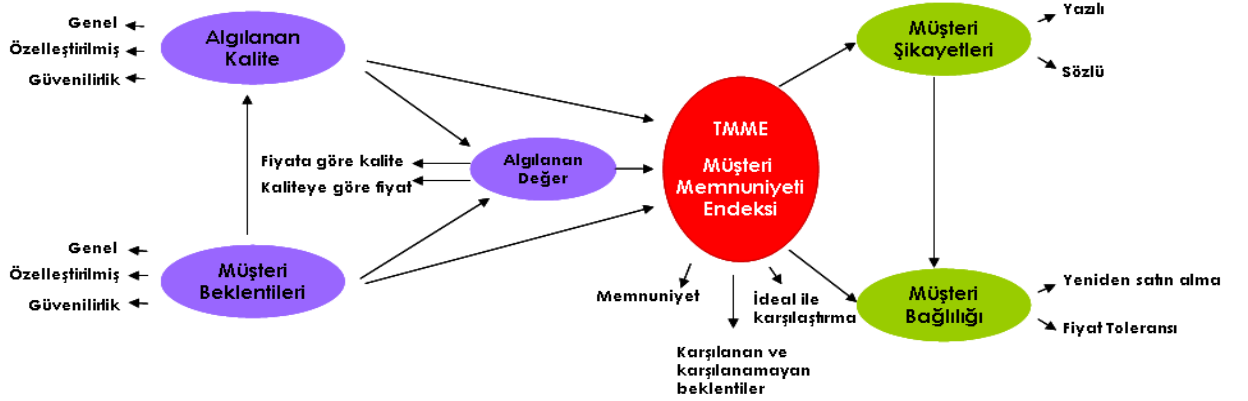 Genel
Özelleştirilmiş
Güvenilirlik
Algılanan
Kalite
Müşteri
Şikayetleri
Yazılı
Sözlü
TMME
Müşteri
Memnuniyeti
Endeksi
Fiyata göre kalite
Kaliteye göre fiyat
Algılanan
Değer
Genel
Özelleştirilmiş
Güvenilirlik
Müşteri
Beklentileri
Memnuniyet
İdeal ile
karşılaştırma
Karşılanan ve
karşılanamayan
beklentiler
Müşteri
Bağlılığı
Yeniden satın alma
Fiyat Toleransı